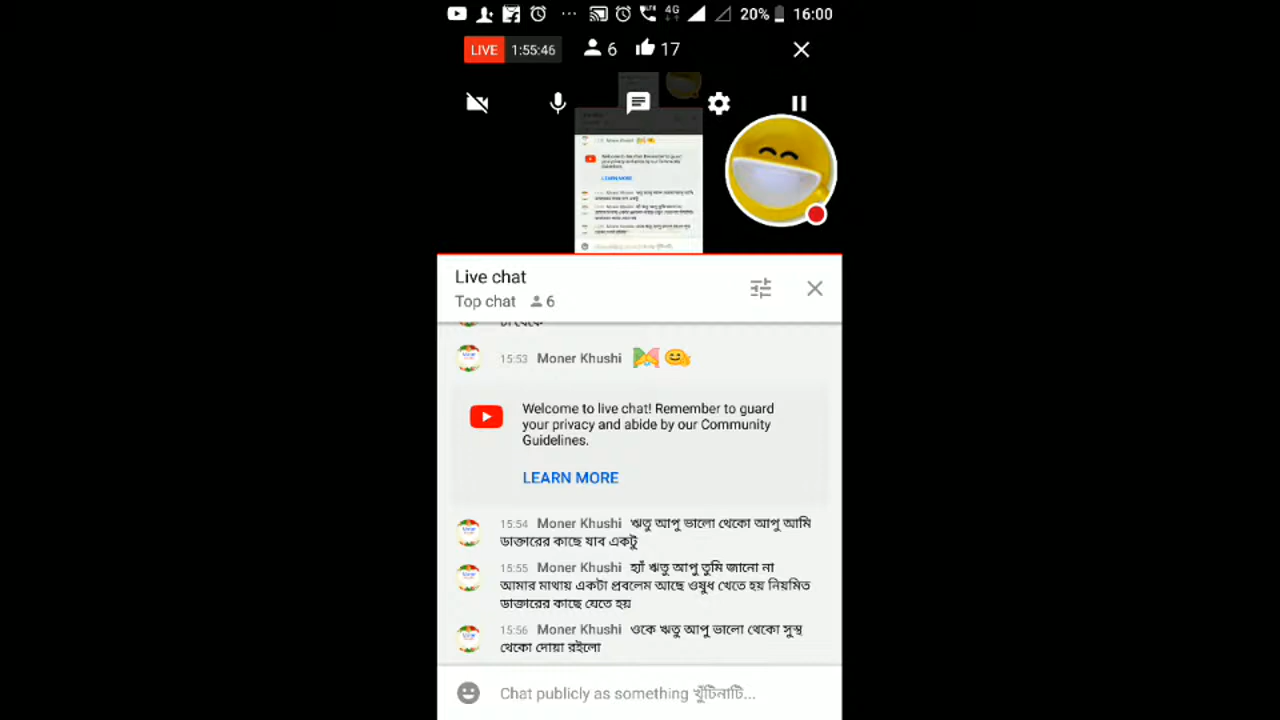 20% 16:00
LIVE 1:55:46 6 17
Live chat
Top chat 6
15:53 Moner Khushi
Welcome to live chat! Remember to guard
your privacy and abide by our Community
Guidelines.
LEARN MORE
15:54 Moner Khushi ঋতু আপু ভালো থেকো আপু আমি
ডাক্তারের কাছে যাব একটু
15:55 Moner Khushi হ্যাঁ ঋতু আপু তুমি জানো না
আমার মাথায় একটা প্রবলেম আছে ওষুধ খেতে হয় নিয়মিত
ডাক্তারের কাছে যেতে হয়
15:56 Moner Khushi ওকে ঋতু আপু ভালো থেকো সুস্থ
থেকো দোয়া রইলো
Chat publicly as something খুঁটিনাটি...